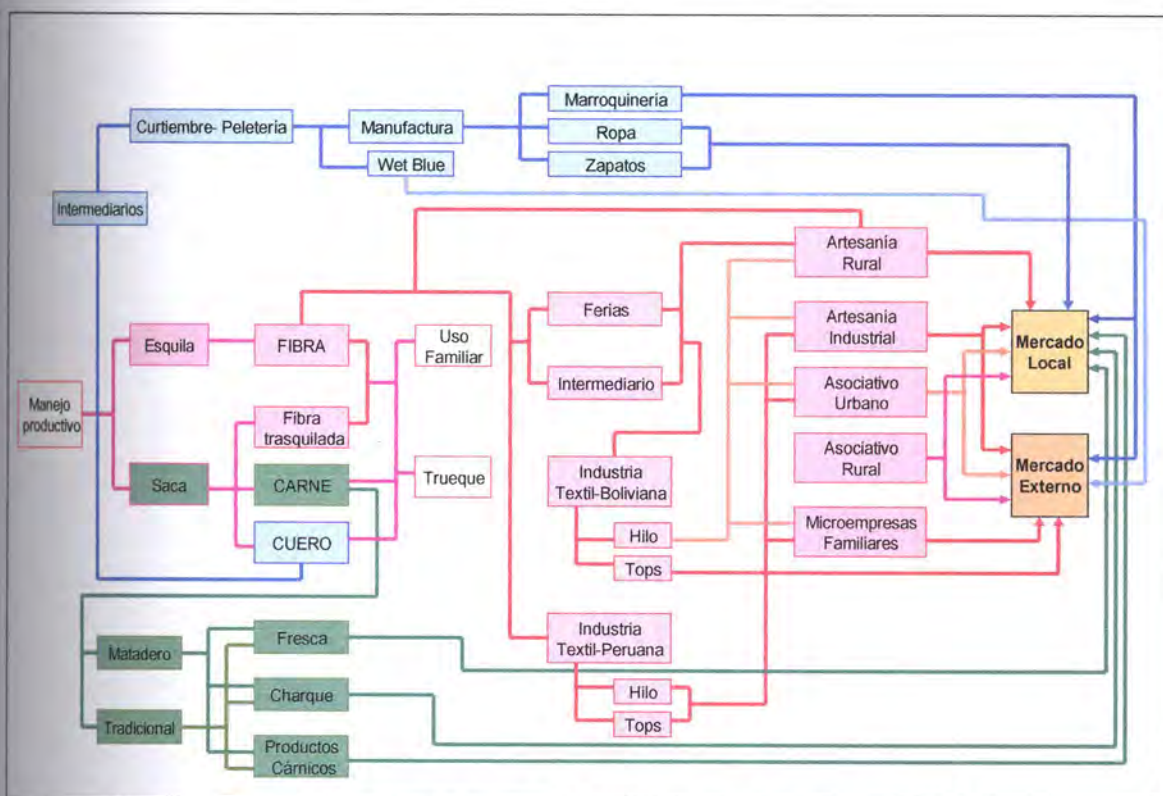 Marroquinería
Curtiembre- Peletería
Manufactura
Ropa
Wet Blue
Zapatos
Intermediarios
Artesanía
Rural
Ferias
Esquila
FIBRA
Uso
Familiar
Artesanía
Industrial
Mercado
Local
Intermediario
Asociativo
Urbano
Manejo
productivo
Fibra
trasquilada
Asociativo
Rural
Mercado
Externo
Saca
CARNE
Trueque
Industria
Textil-Boliviana
CUERO
Hilo
Microempresas
Familiares
Tops
Industria
Textil-Peruana
Fresca
Matadero
Hilo
Charque
Tops
Tradicional
Productos
Cárnicos